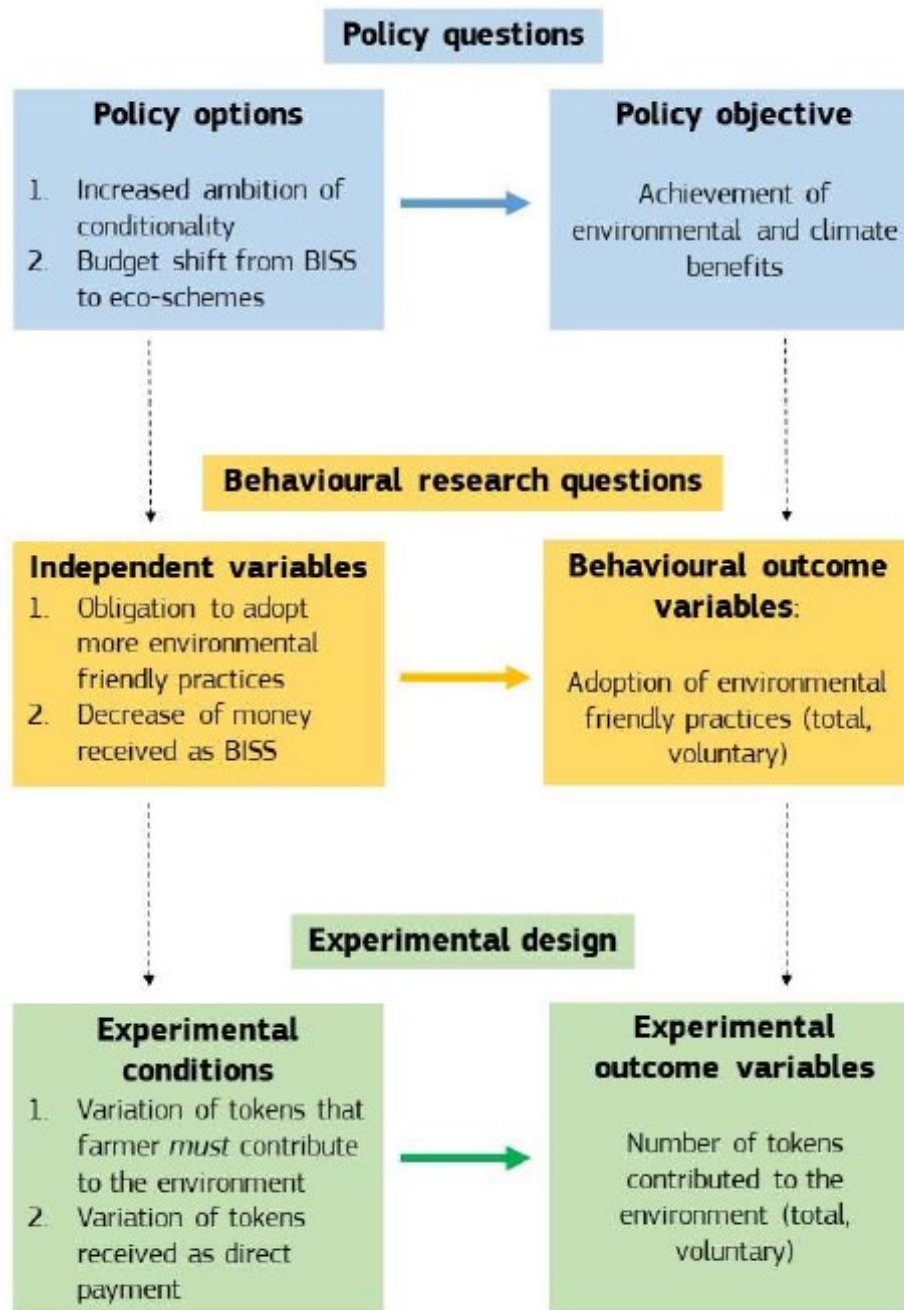 Policy questions
Policy options
1. Increased ambition of
conditionality
2. Budget shift from BISS
to eco-schemes
Policy objective
Achievement of
environmental and climate
benefits
Behavioural research questions
Independent variables
1. Obligation to adopt
more environmental
friendly practices
2. Decrease of money
received as BISS
Behavioural outcome
variables:
Adoption of environmental
friendly practices (total,
voluntary)
Experimental design
Experimental
conditions
1. Variation of tokens that
farmer must contribute
to the environment
2. Variation of tokens
received as direct
payment
Experimental
outcome variables
Number of tokens
contributed to the
environment (total,
voluntary)